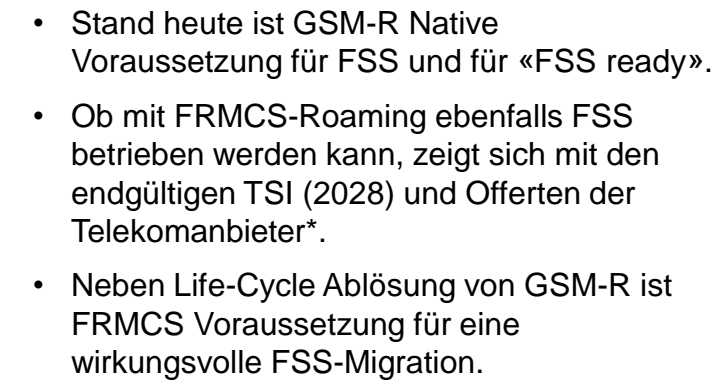 • Stand heute ist GSM-R Native
Voraussetzung für FSS und für «FSS ready».
• Ob mit FRMCS-Roaming ebenfalls FSS
betrieben werden kann, zeigt sich mit den
endgültigen TSI (2028) und Offerten der
Telekomanbieter*.
• Neben Life-Cycle Ablösung von GSM-R ist
FRMCS Voraussetzung für eine
wirkungsvolle FSS-Migration.